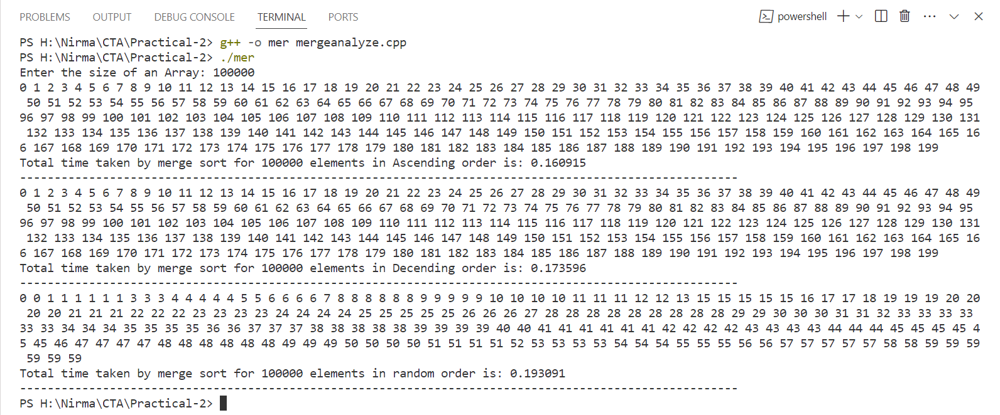 PROBLEMS OUTPUT DEBUG CONSOLE TERMINAL PORTS powershell
PS H:\Nirma\CTA\Practical-2> g++ -o mer mergeanalyze.cpp
PS H:\Nirma\CTA\Practical-2> ./mer
Enter the size of an Array: 100000
0 1 2 3 4 5 6 7 8 9 10 11 12 13 14 15 16 17 18 19 20 21 22 23 24 25 26 27 28 29 30 31 32 33 34 35 36 37 38 39 40 41 42 43 44 45 46 47 48 49
50 51 52 53 54 55 56 57 58 59 60 61 62 63 64 65 66 67 68 69 70 71 72 73 74 75 76 77 78 79 80 81 82 83 84 85 86 87 88 89 90 91 92 93 94 95
96 97 98 99 100 101 102 103 104 105 106 107 108 109 110 111 112 113 114 115 116 117 118 119 120 121 122 123 124 125 126 127 128 129 130 131
132 133 134 135 136 137 138 139 140 141 142 143 144 145 146 147 148 149 150 151 152 153 154 155 156 157 158 159 160 161 162 163 164 165 16
6 167 168 169 170 171 172 173 174 175 176 177 178 179 180 181 182 183 184 185 186 187 188 189 190 191 192 193 194 195 196 197 198 199
Total time taken by merge sort for 100000 elements in Ascending order is: 0.160915
--------------------------------------------------------------------------------------------------------
0 1 2 3 4 5 6 7 8 9 10 11 12 13 14 15 16 17 18 19 20 21 22 23 24 25 26 27 28 29 30 31 32 33 34 35 36 37 38 39 40 41 42 43 44 45 46 47 48 49
50 51 52 53 54 55 56 57 58 59 60 61 62 63 64 65 66 67 68 69 70 71 72 73 74 75 76 77 78 79 80 81 82 83 84 85 86 87 88 89 90 91 92 93 94 95
96 97 98 99 100 101 102 103 104 105 106 107 108 109 110 111 112 113 114 115 116 117 118 119 120 121 122 123 124 125 126 127 128 129 130 131
132 133 134 135 136 137 138 139 140 141 142 143 144 145 146 147 148 149 150 151 152 153 154 155 156 157 158 159 160 161 162 163 164 165 16
6 167 168 169 170 171 172 173 174 175 176 177 178 179 180 181 182 183 184 185 186 187 188 189 190 191 192 193 194 195 196 197 198 199
Total time taken by merge sort for 100000 elements in Decending order is: 0.173596
--------------------------------------------------------------------------------------------------------
0 0 1 1 1 1 1 1 3 3 3 4 4 4 4 4 5 5 6 6 6 6 7 8 8 8 8 8 8 9 9 9 9 9 10 10 10 10 11 11 11 12 12 13 15 15 15 15 15 16 17 17 18 19 19 19 20 20
20 20 21 21 21 22 22 22 23 23 23 23 24 24 24 24 25 25 25 25 25 26 26 26 27 28 28 28 28 28 28 28 28 28 29 29 30 30 30 31 31 32 33 33 33 33
33 33 34 34 34 35 35 35 35 36 36 37 37 37 38 38 38 38 38 39 39 39 39 40 40 41 41 41 41 41 41 42 42 42 42 43 43 43 43 44 44 44 45 45 45 45 4
5 45 46 47 47 47 47 48 48 48 48 48 48 49 49 49 50 50 50 50 51 51 51 51 52 53 53 53 53 54 54 54 55 55 55 56 56 57 57 57 57 57 58 58 59 59 59
59 59 59
Total time taken by merge sort for 100000 elements in random order is: 0.193091
--------------------------------------------------------------------------------------------------------
PS H:\Nirma\CTA\Practical-2>